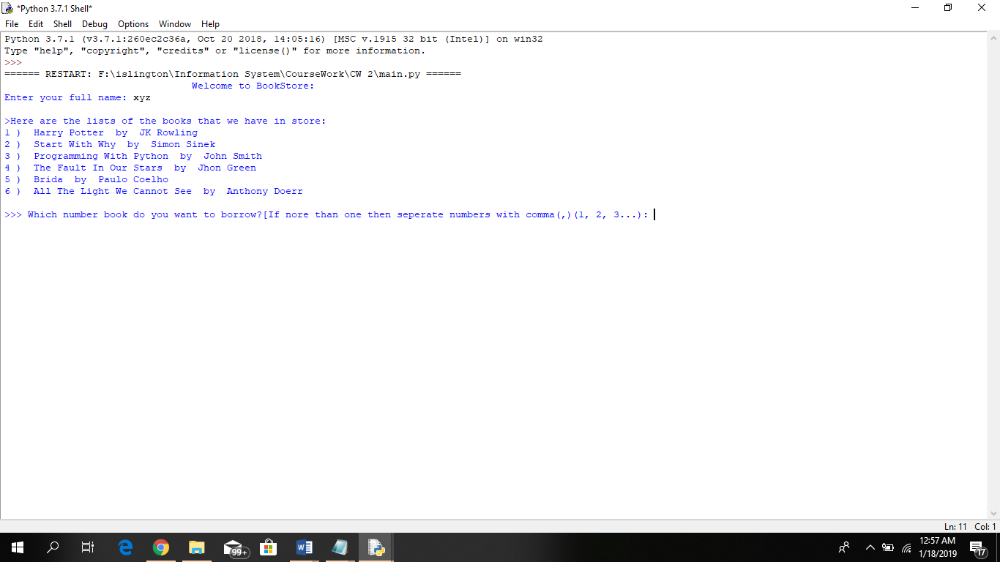 *Python 3.7.1 Shell*
File Edit Shell Debug Options Window Help
Python 3.7.1 (v3.7.1:260ec2c36a, Oct 20 2018, 14:05:16) [MSC v.1915 32 bit (Intel)] on win32
Type "help", "copyright", "credits" or "license()" for more information.
>>>
====== RESTART: F:\islington\Information System\CourseWork\CW 2\main.py ======
Welcome to BookStore:
Enter your full name: xyz
>Here are the lists of the books that we have in store:
1 )  Harry Potter  by  JK Rowling
2 )  Start With Why  by  Simon Sinek
3 )  Programming With Python  by  John Smith
4 )  The Fault In Our Stars  by  Jhon Green
5 )  Brida  by  Paulo Coelho
6 )  All The Light We Cannot See  by  Anthony Doerr
>>> Which number book do you want to borrow?[If nore than one then seperate numbers with comma(,)(1, 2, 3...):
Ln: 11 Col: 1
99+
12:57 AM
1/18/2019
17